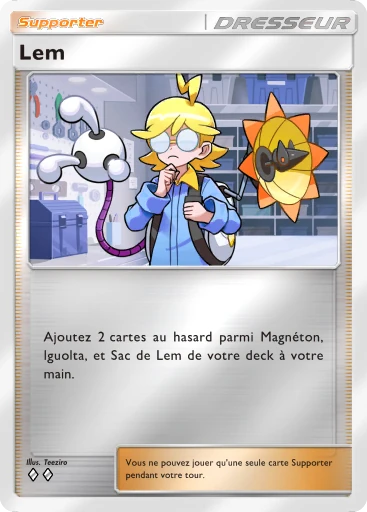 Supporter
DRESSEUR
Lem
Ajoutez 2 cartes au hasard parmi Magnéton,
Iguolta, et Sac de Lem de votre deck à votre
main.
Illus. Teeziro
Vous ne pouvez jouer qu'une seule carte Supporter
pendant votre tour.